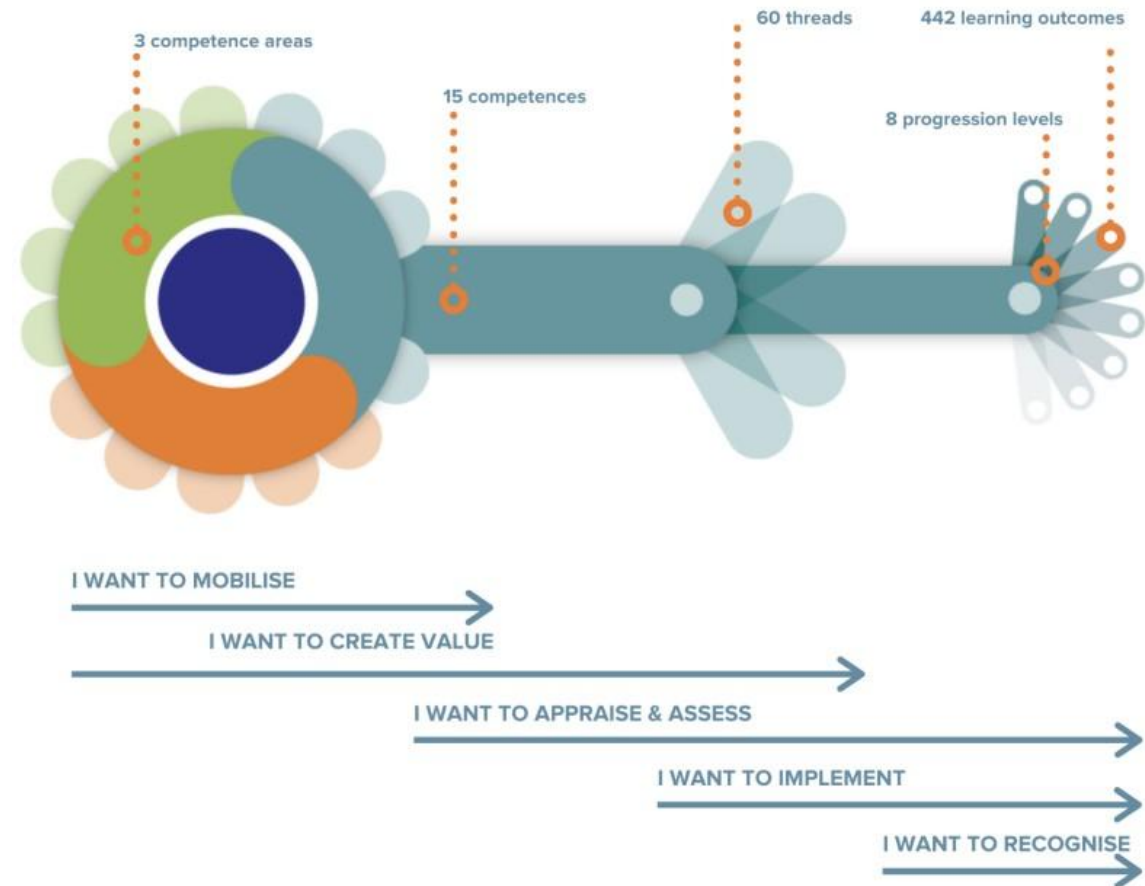 60 threads
442 learning outcomes
3 competence areas
15 competences
8 progression levels
I WANT TO MOBILISE
I WANT TO CREATE VALUE
I WANT TO APPRAISE & ASSESS
I WANT TO IMPLEMENT
I WANT TO RECOGNISE